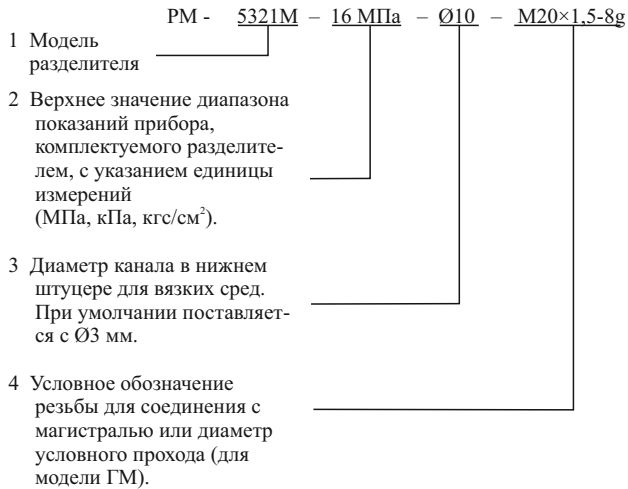 РМ - 5321М – 16 МПа – Ø10 – М20×1,5-8g
1 Модель
разделителя
2 Верхнее значение диапазона
показаний прибора,
комплектуемого разделите-
лем, с указанием единицы
измерений
(МПа, кПа, кгс/см²).
3 Диаметр канала в нижнем
штуцере для вязких сред.
При умолчании поставляет-
ся с Ø3 мм.
4 Условное обозначение
резьбы для соединения с
магистралью или диаметр
условного прохода (для
модели ГМ).